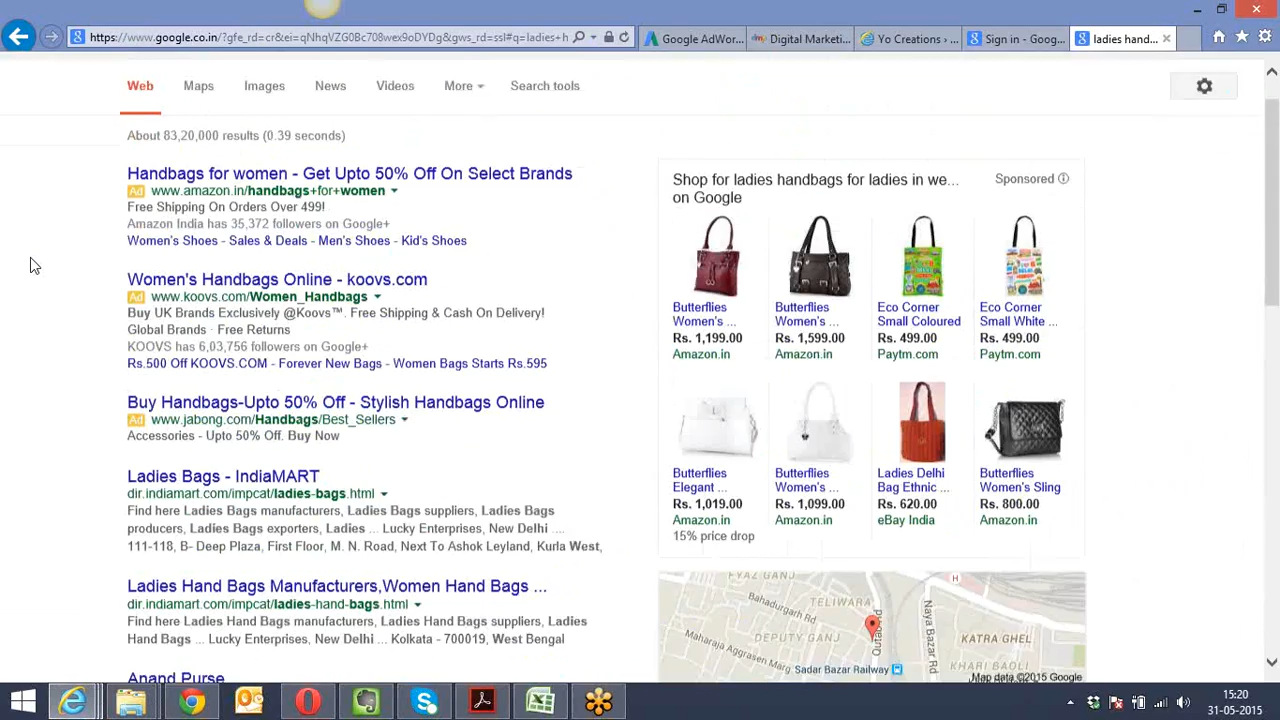 https://www.google.co.in/?gfe_rd=cr&ei=qNhqVZG0Bc708wex9oDYDg&gws_rd=ssl#q=ladies+h
Google AdWor...
Digital Marketi...
Yo Creations ‹ ...
Sign in - Goog...
ladies hand...
Web
Maps
Images
News
Videos
More
Search tools
About 83,20,000 results (0.39 seconds)
Handbags for women - Get Upto 50% Off On Select Brands
Ad www.amazon.in/handbags+for+women
Free Shipping On Orders Over 499!
Amazon India has 35,372 followers on Google+
Women's Shoes - Sales & Deals - Men's Shoes - Kid's Shoes
Women's Handbags Online - koovs.com
Ad www.koovs.com/Women_Handbags
Buy UK Brands Exclusively @Koovs™. Free Shipping & Cash On Delivery!
Global Brands · Free Returns
KOOVS has 6,03,756 followers on Google+
Rs.500 Off KOOVS.COM - Forever New Bags - Women Bags Starts Rs.595
Buy Handbags-Upto 50% Off - Stylish Handbags Online
Ad www.jabong.com/Handbags/Best_Sellers
Accessories - Upto 50% Off. Buy Now
Ladies Bags - IndiaMART
dir.indiamart.com/impcat/ladies-bags.html
Find here Ladies Bags manufacturers, Ladies Bags suppliers, Ladies Bags
producers, Ladies Bags exporters, Ladies ... Lucky Enterprises, New Delhi ....
111-118, B- Deep Plaza, First Floor, M. N. Road, Next To Ashok Leyland, Kurla West,
Ladies Hand Bags Manufacturers,Women Hand Bags ...
dir.indiamart.com/impcat/ladies-hand-bags.html
Find here Ladies Hand Bags manufacturers, Ladies Hand Bags suppliers, Ladies
Hand Bags ... Lucky Enterprises, New Delhi ... Kolkata - 700019, West Bengal
Anand Purse
Shop for ladies handbags for ladies in we...
on Google
Sponsored
Butterflies
Women's ...
Rs. 1,199.00
Amazon.in
Butterflies
Women's ...
Rs. 1,599.00
Amazon.in
Eco Corner
Small Coloured
Rs. 499.00
Paytm.com
Eco Corner
Small White ...
Rs. 499.00
Paytm.com
Butterflies
Elegant ...
Rs. 1,019.00
Amazon.in
15% price drop
Butterflies
Women's ...
Rs. 1,099.00
Amazon.in
Ladies Delhi
Bag Ethnic ...
Rs. 620.00
eBay India
Butterflies
Women's Sling
Rs. 800.00
Amazon.in
FYAZ GANJ
H
Bahadurgarh Rd
TELIWARA
DEPUTY GANJ
Maharaja Aggrasen Marg
Qutub Rd
Naya Bazar Rd
KATRA GHEL
KHARI BAOLI
Sadar Bazar Railway
Map data ©2015 Google
15:20
31-05-2015